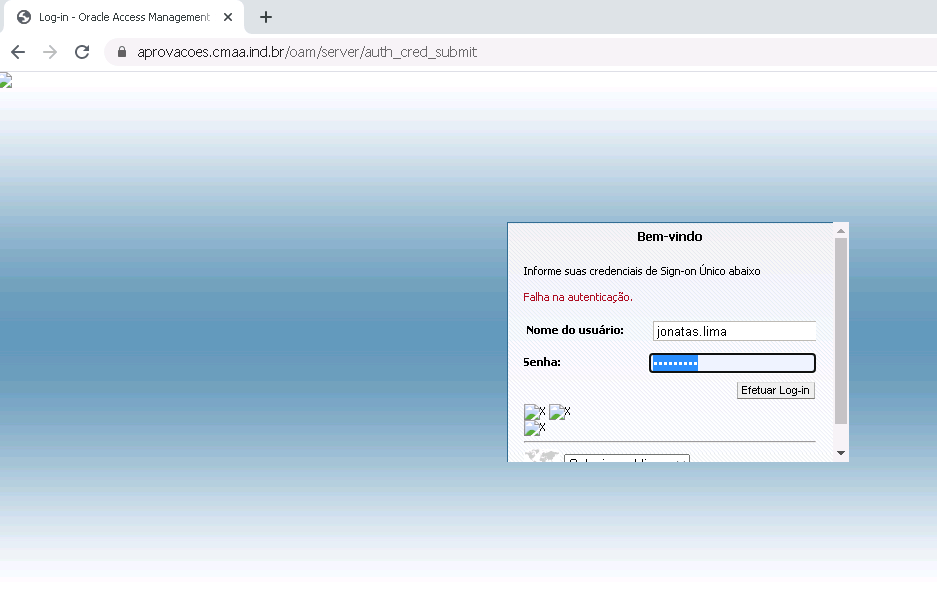 Log-in - Oracle Access Management
aprovacoes.cmaa.ind.br/oam/server/auth_cred_submit
Bem-vindo
Informe suas credenciais de Sign-on Único abaixo
Falha na autenticação.
Nome do usuário: jonatas.lima
Senha: •••••••••
Efetuar Log-in
X X
X